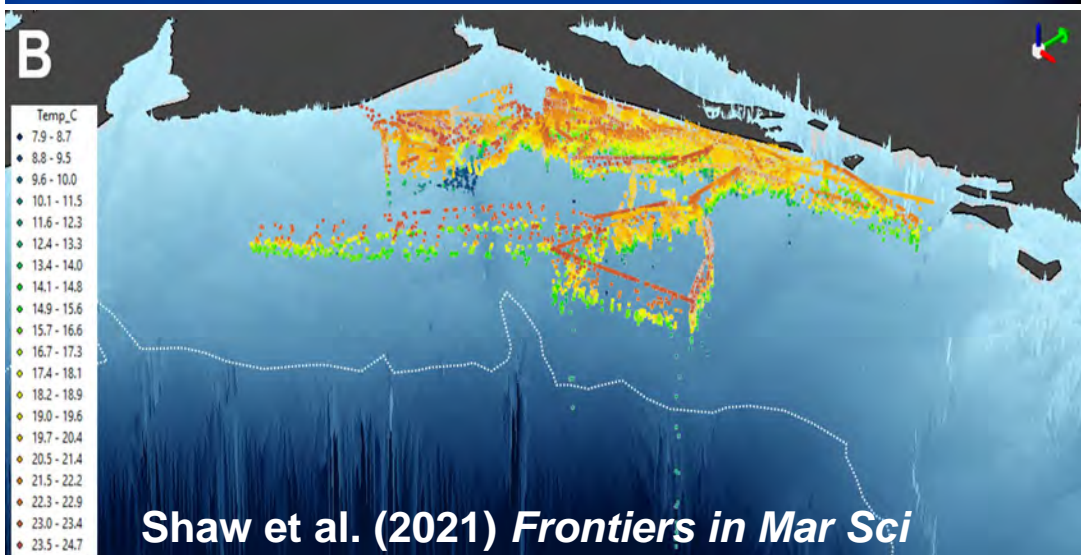 B
Temp_C
7.9 - 8.7
8.8 - 9.5
9.6 - 10.0
10.1 - 11.5
11.6 - 12.3
12.4 - 13.3
13.4 - 14.0
14.1 - 14.8
14.9 - 15.6
15.7 - 16.6
16.7 - 17.3
17.4 - 18.1
18.2 - 18.9
19.0 - 19.6
19.7 - 20.4
20.5 - 21.4
21.5 - 22.2
22.3 - 22.9
23.0 - 23.4
23.5 - 24.7
Shaw et al. (2021) Frontiers in Mar Sci